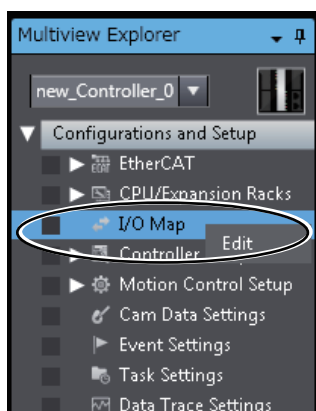 Multiview Explorer
new_Controller_0
Configurations and Setup
EtherCAT
CPU/Expansion Racks
I/O Map
Edit
Controller
Motion Control Setup
Cam Data Settings
Event Settings
Task Settings
Data Trace Settings